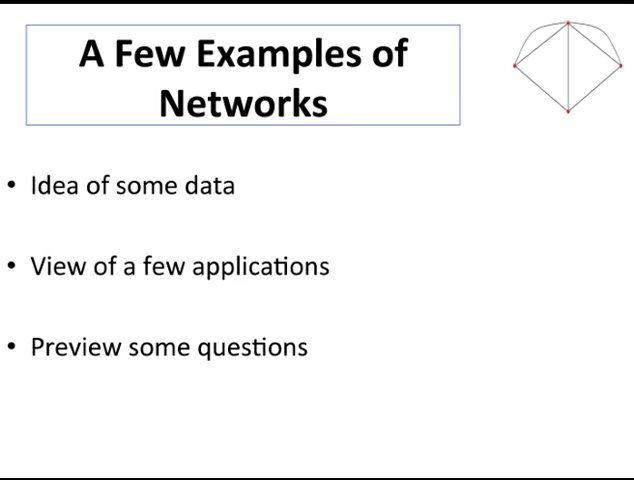 A Few Examples of
Networks
• Idea of some data
• View of a few applications
• Preview some questions